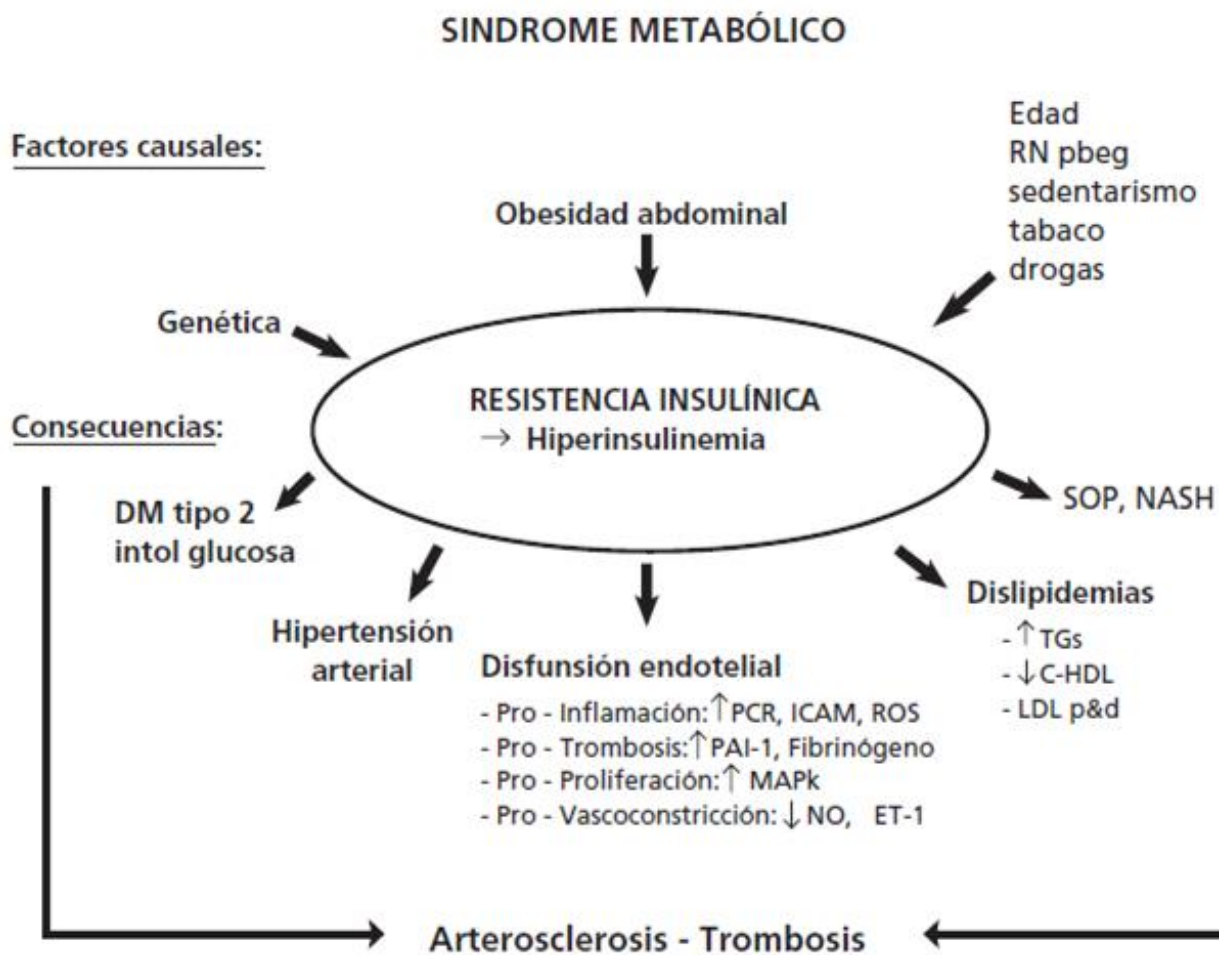 SINDROME METABÓLICO
Factores causales:
Edad
RN pbeg
sedentarismo
tabaco
drogas
Obesidad abdominal
Genética
RESISTENCIA INSULÍNICA
→ Hiperinsulinemia
Consecuencias:
DM tipo 2
intol glucosa
SOP, NASH
Hipertensión
arterial
Dislipidemias
- ↑ TGs
- ↓ C-HDL
- LDL p&d
Disfunsión endotelial
- Pro - Inflamación: ↑ PCR, ICAM, ROS
- Pro - Trombosis: ↑ PAI-1, Fibrinógeno
- Pro - Proliferación: ↑ MAPk
- Pro - Vascoconstricción: ↓ NO, ET-1
Arterosclerosis - Trombosis